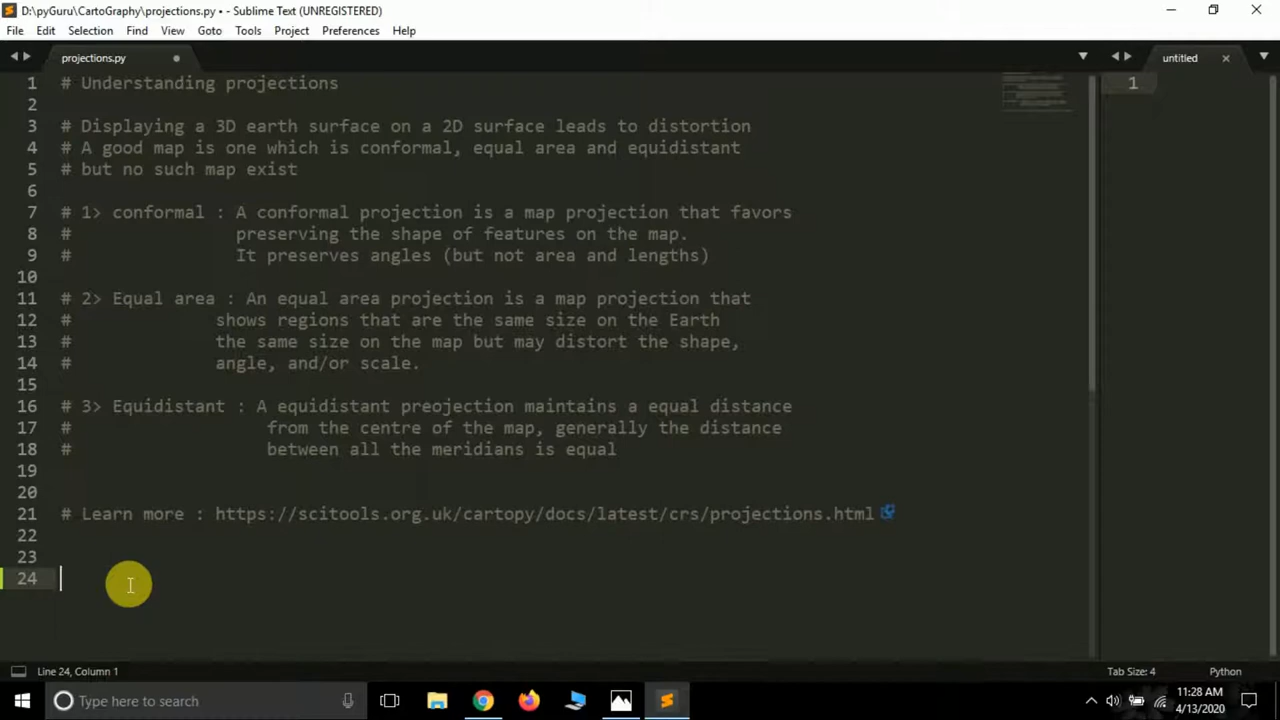 D:\pyGuru\CartoGraphy\projections.py • - Sublime Text (UNREGISTERED)
File Edit Selection Find View Goto Tools Project Preferences Help
projections.py
untitled
1 # Understanding projections
1
2
3 # Displaying a 3D earth surface on a 2D surface leads to distortion
4 # A good map is one which is conformal, equal area and equidistant
5 # but no such map exist
6
7 # 1> conformal : A conformal projection is a map projection that favors
8 # preserving the shape of features on the map.
9 # It preserves angles (but not area and lengths)
10
11 # 2> Equal area : An equal area projection is a map projection that
12 # shows regions that are the same size on the Earth
13 # the same size on the map but may distort the shape,
14 # angle, and/or scale.
15
16 # 3> Equidistant : A equidistant preojection maintains a equal distance
17 # from the centre of the map, generally the distance
18 # between all the meridians is equal
19
20
21 # Learn more : https://scitools.org.uk/cartopy/docs/latest/crs/projections.html
22
23
24
Line 24, Column 1
Tab Size: 4
Python
Type here to search
11:28 AM
4/13/2020